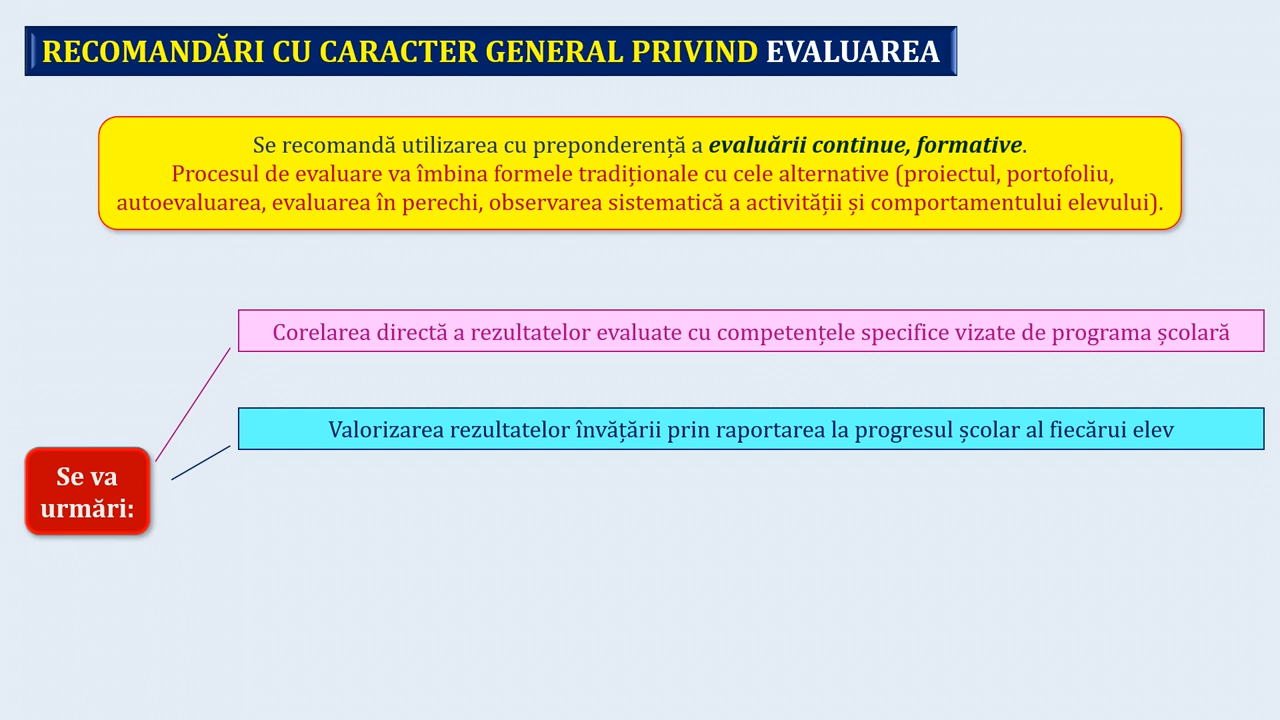 RECOMANDĂRI CU CARACTER GENERAL PRIVIND EVALUAREA
Se recomandă utilizarea cu preponderență a evaluării continue, formative.
Procesul de evaluare va îmbina formele tradiționale cu cele alternative (proiectul, portofoliu,
autoevaluarea, evaluarea în perechi, observarea sistematică a activității și comportamentului elevului).
Corelarea directă a rezultatelor evaluate cu competențele specifice vizate de programa școlară
Valorizarea rezultatelor învățării prin raportarea la progresul școlar al fiecărui elev
Se va
urmări: